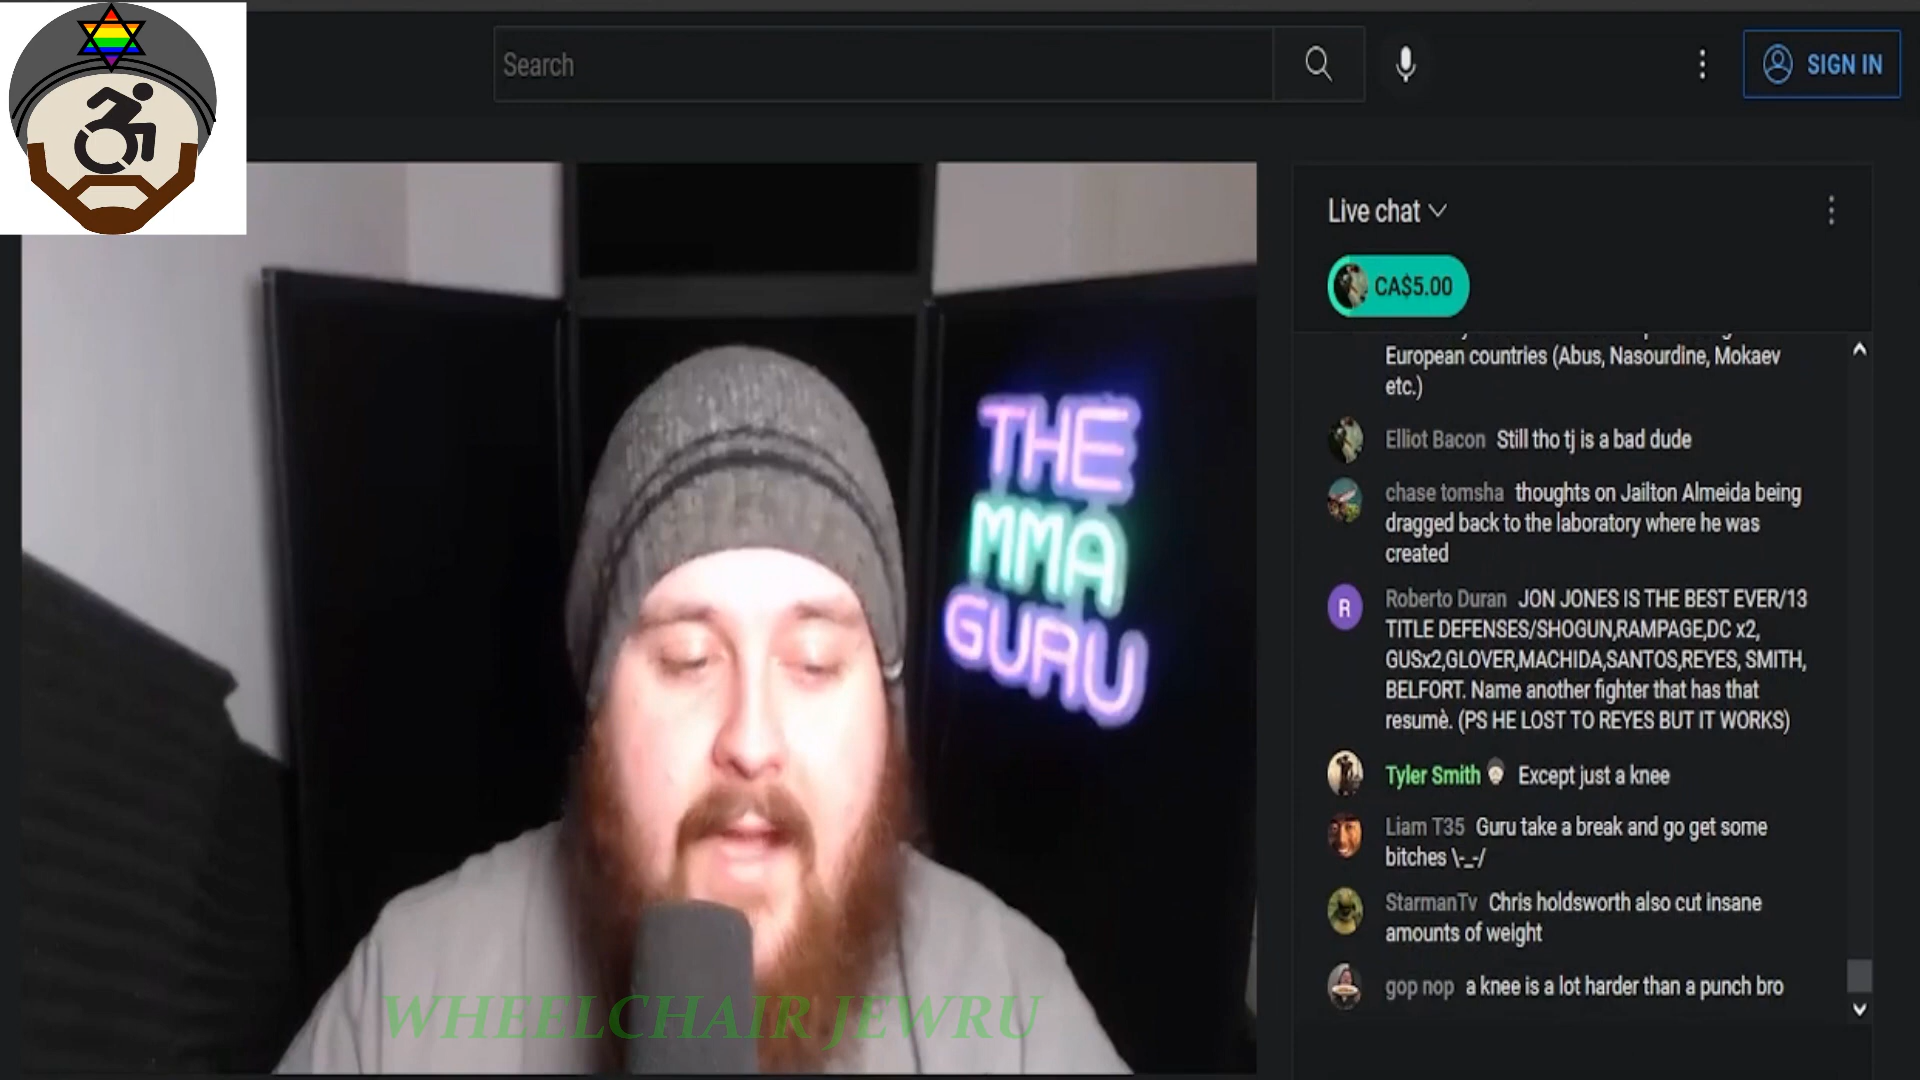 Search
SIGN IN
THE
MMA
GURU
WHEELCHAIR JEWRU
Live chat
CA$5.00
European countries (Abus, Nasourdine, Mokaev
etc.)
Elliot Bacon Still tho tj is a bad dude
chase tomsha thoughts on Jailton Almeida being
dragged back to the laboratory where he was
created
R
Roberto Duran JON JONES IS THE BEST EVER/13
TITLE DEFENSES/SHOGUN,RAMPAGE,DC x2,
GUSx2,GLOVER,MACHIDA,SANTOS,REYES, SMITH,
BELFORT. Name another fighter that has that
resumè. (PS HE LOST TO REYES BUT IT WORKS)
Tyler Smith Except just a knee
Liam T35 Guru take a break and go get some
bitches \-_-/
StarmanTv Chris holdsworth also cut insane
amounts of weight
gop nop a knee is a lot harder than a punch bro